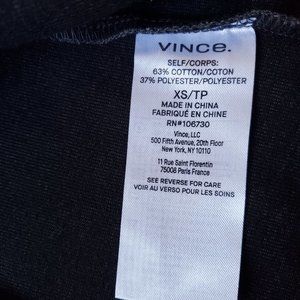 VINCE.
SELF/CORPS:
63% COTTON/COTON
37% POLYESTER/POLYESTER
XS/TP
MADE IN CHINA
FABRIQUÉ EN CHINE
RN#106730
Vince, LLC
500 Fifth Avenue, 20th Floor
New York, NY 10110
11 Rue Saint Florentin
75008 Paris France
SEE REVERSE FOR CARE
VOIR AU VERSO POUR LES SOINS